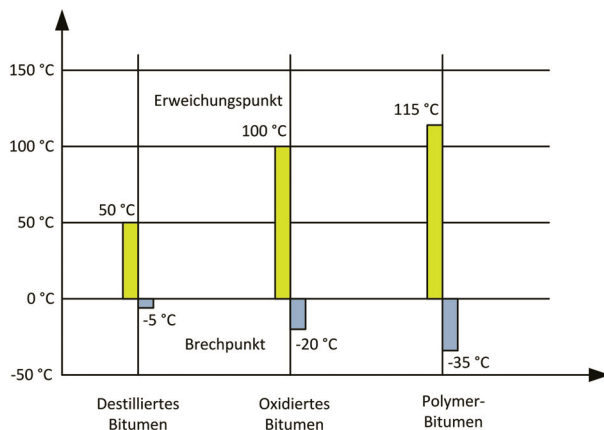 150 °C
Erweichungspunkt
115 °C
100 °C
100 °C
50 °C
50 °C
0 °C
-5 °C
Brechpunkt
-20 °C
-35 °C
-50 °C
Destilliertes
Bitumen
Oxidiertes
Bitumen
Polymer-
Bitumen